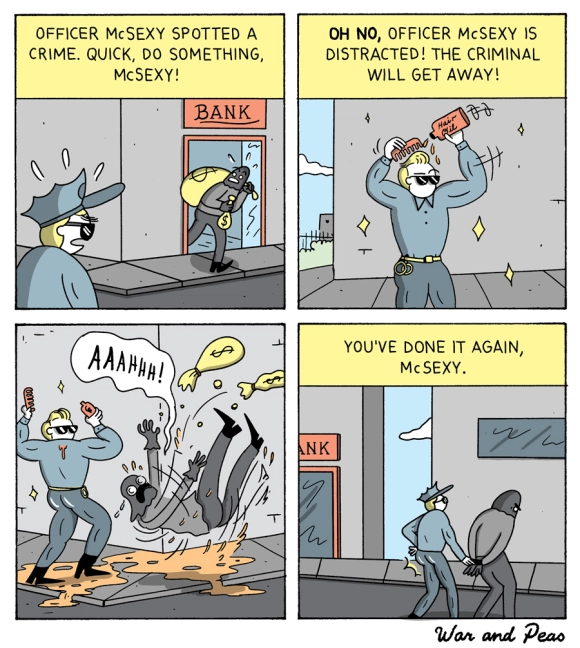 OFFICER McSEXY SPOTTED A
CRIME. QUICK, DO SOMETHING,
McSEXY!
BANK
$
$
OH NO, OFFICER McSEXY IS
DISTRACTED! THE CRIMINAL
WILL GET AWAY!
Hair
Oil
AAAHHH!
$
$
YOU'VE DONE IT AGAIN,
McSEXY.
ANK
War and Peas